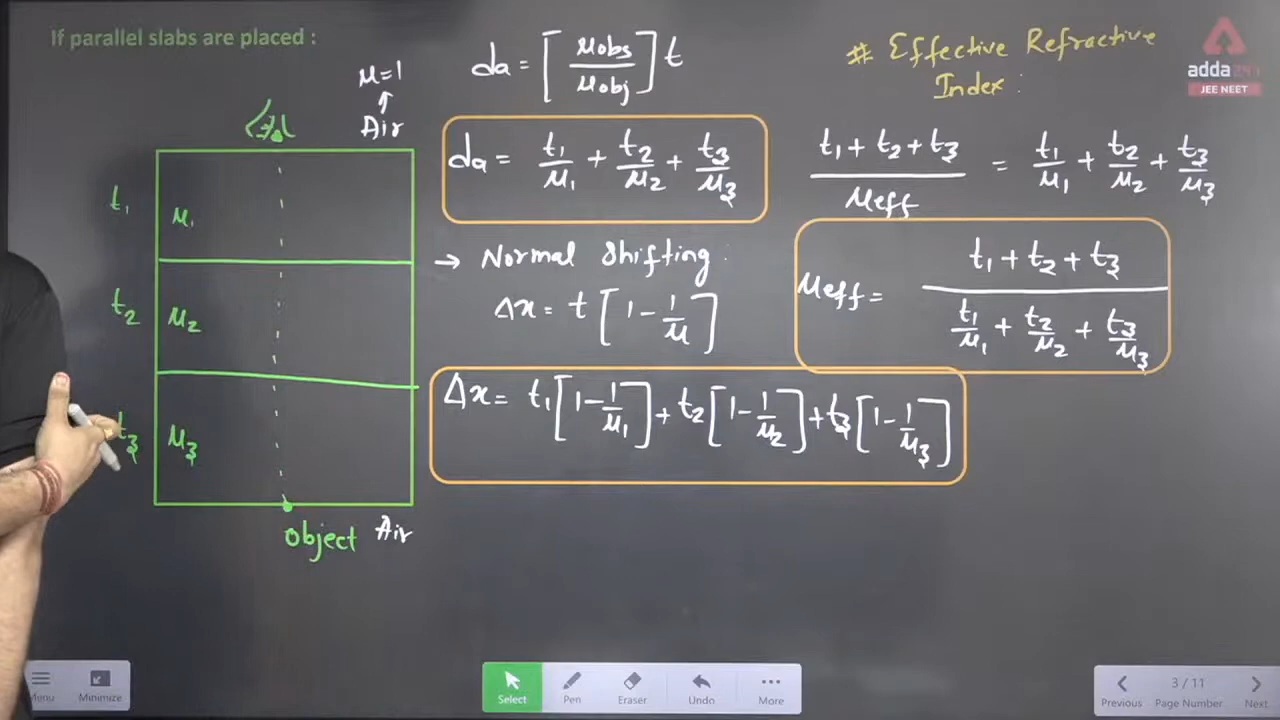 If parallel slabs are placed :
μ=1
↑
Air
t₁
μ₁
t₂
μ₂
t₃
μ₃
Object Air
da = [μobs/μobj] t
da = t₁/μ₁ + t₂/μ₂ + t₃/μ₃
→ Normal Shifting :
Δx = t [1 - 1/μ]
Δx = t₁[1 - 1/μ₁] + t₂[1 - 1/μ₂] + t₃[1 - 1/μ₃]
# Effective Refractive
Index :
(t₁ + t₂ + t₃)/μeff = t₁/μ₁ + t₂/μ₂ + t₃/μ₃
μeff = (t₁ + t₂ + t₃)/(t₁/μ₁ + t₂/μ₂ + t₃/μ₃)
adda247
JEE NEET
Menu
Minimize
Select
Pen
Eraser
Undo
More
Previous
3 / 11
Page Number
Next